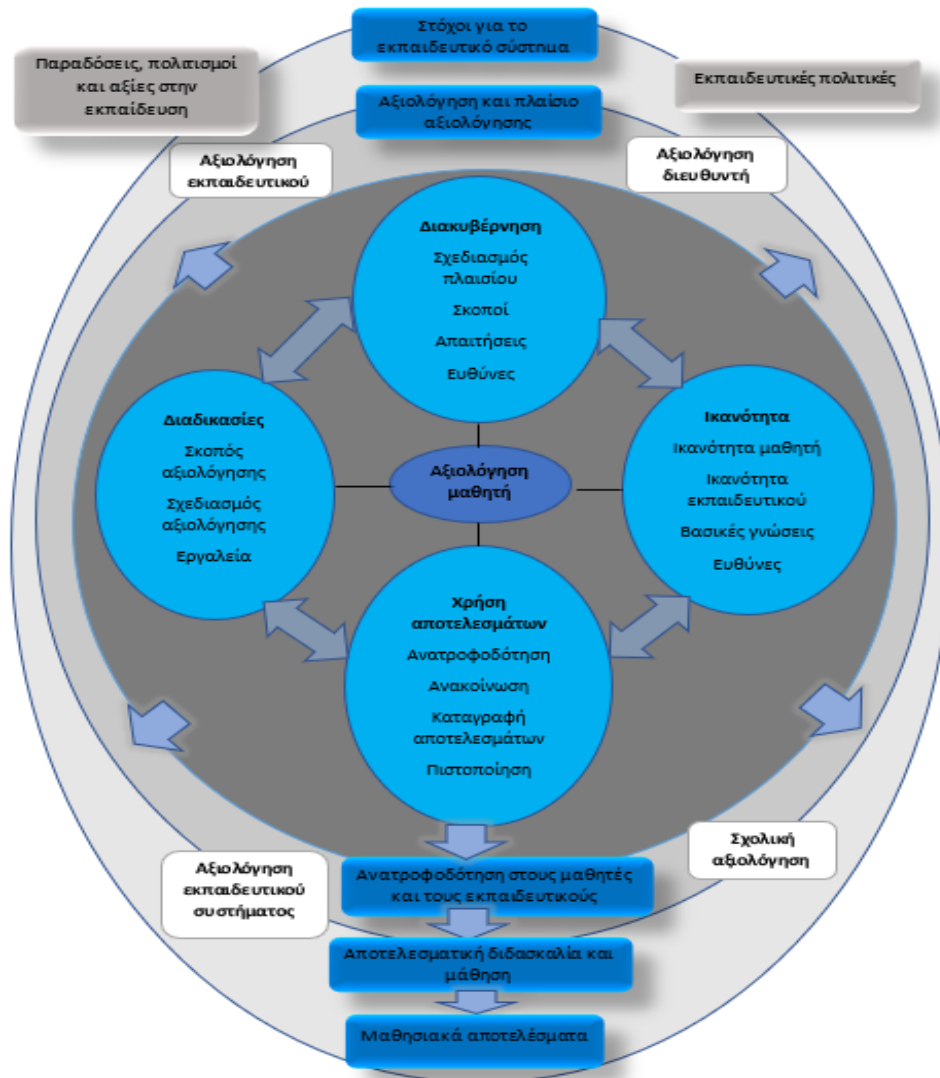 Στόχοι για το
εκπαιδευτικό σύστημα
Παραδόσεις, πολιτισμοί
και αξίες στην
εκπαίδευση
Εκπαιδευτικές πολιτικές
Αξιολόγηση και πλαίσιο
αξιολόγησης
Αξιολόγηση
εκπαιδευτικού
Αξιολόγηση
διευθυντή
Διακυβέρνηση
Σχεδιασμός
πλαισίου
Σκοποί
Απαιτήσεις
Ευθύνες
Διαδικασίες
Σκοπός
αξιολόγησης
Σχεδιασμός
αξιολόγησης
Εργαλεία
Αξιολόγηση
μαθητή
Ικανότητα
Ικανότητα μαθητή
Ικανότητα
εκπαιδευτικού
Βασικές γνώσεις
Ευθύνες
Χρήση
αποτελεσμάτων
Ανατροφοδότηση
Ανακοίνωση
Καταγραφή
αποτελεσμάτων
Πιστοποίηση
Αξιολόγηση
εκπαιδευτικού
συστήματος
Σχολική
αξιολόγηση
Ανατροφοδότηση στους μαθητές
και τους εκπαιδευτικούς
Αποτελεσματική διδασκαλία και
μάθηση
Μαθησιακά αποτελέσματα